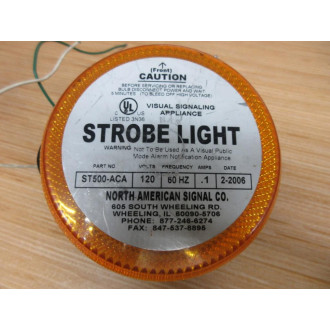 (Front)
CAUTION
BEFORE SERVICING OR REPLACING
BULB DISCONNECT POWER AND WAIT
5 MINUTES (TO BLEED OFF HIGH VOLTAGE)
UL
LISTED 3N36
VISUAL SIGNALING
APPLIANCE
STROBE LIGHT
WARNING Not To Be Used As a Visual Public
Mode Alarm Notification Appliance
PART NO VOLTS FREQUENCY AMPS DATE
ST500-ACA 120 60 HZ .1 2-2006
NORTH AMERICAN SIGNAL CO.
605 SOUTH WHEELING RD.
WHEELING, IL 60090-5706
PHONE: 877-246-6274
FAX: 847-537-8896